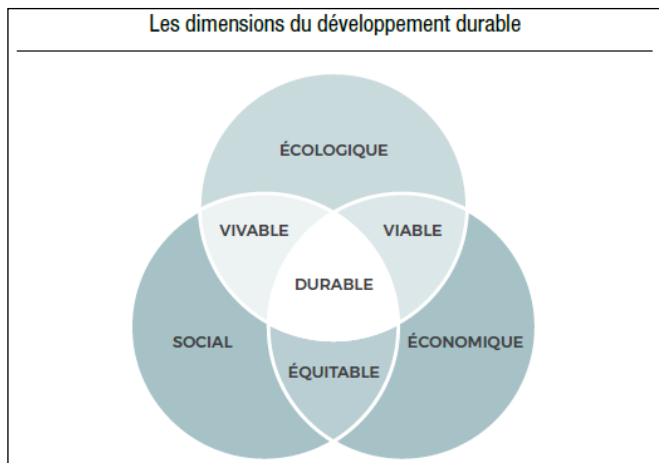 Les dimensions du développement durable
ÉCOLOGIQUE
VIVABLE
VIABLE
DURABLE
SOCIAL
ÉCONOMIQUE
ÉQUITABLE